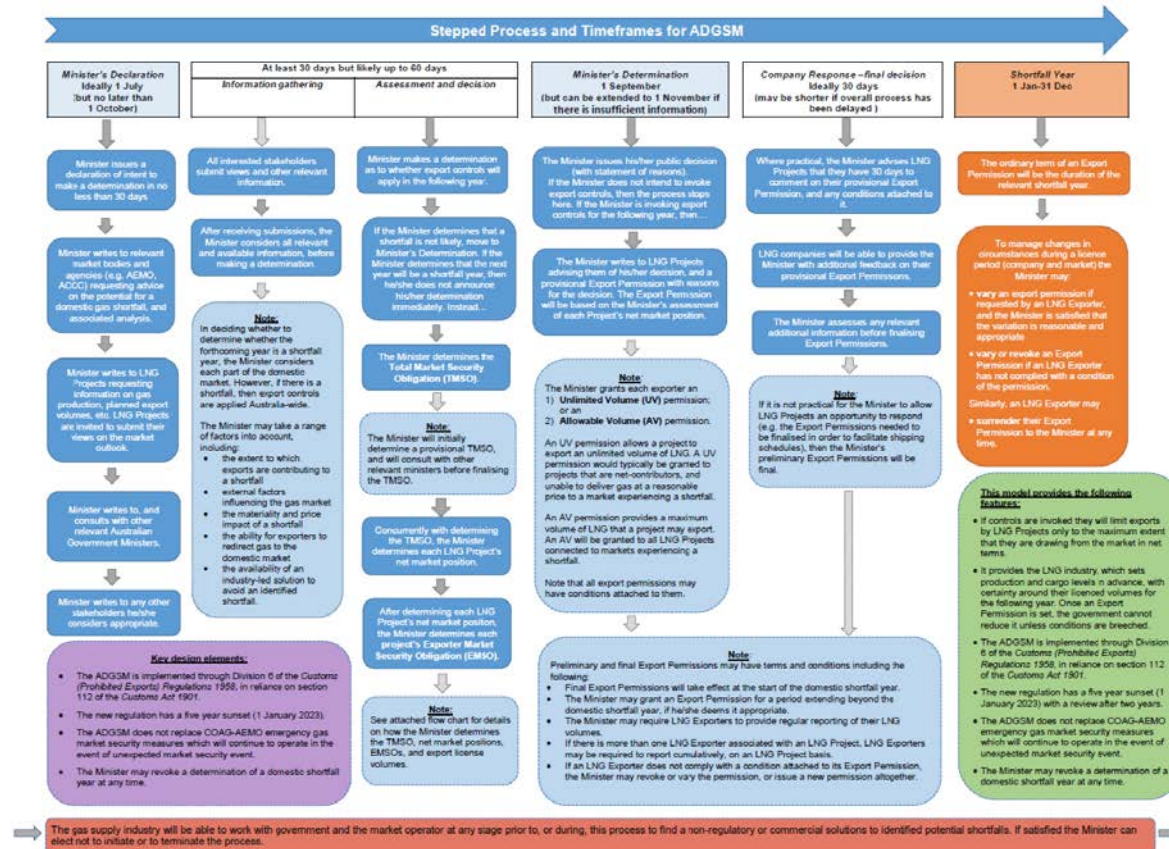 Stepped Process and Timeframes for ADGSM
Minister's Declaration
Ideally 1 July
(but no later than
1 October)
At least 30 days but likely up to 60 days
Information gathering
Assessment and decision
Minister's Determination
1 September
(but can be extended to 1 November if
there is insufficient information)
Company Response –final decision
Ideally 30 days
(may be shorter if overall process has
been delayed )
Shortfall Year
1 Jan-31 Dec
Minister issues a
declaration of intent to
make a determination in no
less than 30 days
Minister writes to relevant
market bodies and
agencies (e.g. AEMO,
ACCC) requesting advice
on the potential for a
domestic gas shortfall, and
associated analysis.
Minister writes to LNG
Projects requesting
information on gas
production, planned export
volumes, etc. LNG Projects
are invited to submit their
views on the market
outlook.
Minister writes to, and
consults with other
relevant Australian
Government Ministers.
Minister writes to any other
stakeholders he/she
considers appropriate.
All interested stakeholders
submit views and other
relevant information.
After receiving submissions, the
Minister considers all relevant
and available information, before
making a determination.
Note:
In deciding whether to
determine whether the
forthcoming year is a shortfall
year, the Minister considers
each part of the domestic
market. However, if there is a
shortfall, then export controls
are applied Australia-wide.
The Minister may take a range
of factors into account,
including:
• the extent to which
exports are contributing to
a shortfall
• external factors
influencing the gas market
• the materiality and price
impact of a shortfall
• the ability for exporters to
redirect gas to the
domestic market
• the availability of an
industry-led solution to
avoid an identified
shortfall.
Minister makes a determination
as to whether export controls will
apply in the following year.
If the Minister determines that a
shortfall is not likely, move to
Minister's Determination. If the
Minister determines that the next
year will be a shortfall year, then
he/she does not announce
his/her determination
immediately. Instead…
The Minister determines the
Total Market Security
Obligation (TMSO).
Note:
The Minister will initially
determine a provisional TMSO,
and will consult with other
relevant ministers before finalising
the TMSO.
Concurrently with determining
the TMSO, the Minister
determines each LNG Project's
net market position.
After determining each LNG
Project's net market position,
the Minister determines each
project's Exporter Market
Security Obligation (EMSO).
Note:
See attached flow chart for details
on how the Minister determines
the TMSO, net market positions,
EMSOs, and export license
volumes.
The Minister issues his/her public decision
(with statement of reasons).
If the Minister does not intend to invoke
export controls, then the process stops
here. If the Minister is invoking export
controls for the following year, then…
The Minister writes to LNG Projects
advising them of his/her decision, and a
provisional Export Permission with reasons
for the decision. The Export Permission
will be based on the Minister's assessment
of each Project's net market position.
Note:
The Minister grants each exporter an
1) Unlimited Volume (UV) permission;
or an
2) Allowable Volume (AV) permission.
An UV permission allows a project to
export an unlimited volume of LNG. A UV
permission would typically be granted to
projects that are net-contributors, and
unable to deliver gas at a reasonable
price to a market experiencing a shortfall.
An AV permission provides a maximum
volume of LNG that a project may export.
An AV will be granted to all LNG Projects
connected to markets experiencing a
shortfall.
Note that all export permissions may
have conditions attached to them.
Where practical, the Minister advises LNG
Projects that they have 30 days to
comment on their provisional Export
Permission, and any conditions attached to
it.
LNG companies will be able to provide the
Minister with additional feedback on their
provisional Export Permissions.
The Minister assesses any relevant
additional information before finalising
Export Permissions.
Note:
If it is not practical for the Minister to allow
LNG Projects an opportunity to respond
(e.g. the Export Permissions needed to
be finalised in order to facilitate shipping
schedules), then the Minister's
preliminary Export Permissions will be
final.
Note:
Preliminary and final Export Permissions may have terms and conditions including the
following:
• Final Export Permissions will take effect at the start of the domestic shortfall year.
• The Minister may grant an Export Permission for a period extending beyond the
domestic shortfall year, if he/she deems it appropriate.
• The Minister may require LNG Exporters to provide regular reporting of their LNG
volumes.
• If there is more than one LNG Exporter associated with an LNG Project, LNG Exporters
may be required to report cumulatively, on an LNG Project basis.
• If an LNG Exporter does not comply with a condition attached to its Export Permission,
the Minister may revoke or vary the permission, or issue a new permission altogether.
The ordinary term of an Export
Permission will be the duration of the
relevant shortfall year.
To manage changes in
circumstances during a licence
period (company and market) the
Minister may:
• vary an export permission if
requested by an LNG Exporter,
and the Minister is satisfied that
the variation is reasonable and
appropriate
• vary or revoke an Export
Permission if an LNG Exporter
has not complied with a condition
of the permission.
Similarly, an LNG Exporter may
• surrender their Export
Permission to the Minister at any
time.
This model provides the following
features:
• If controls are invoked they will limit exports
by LNG Projects only to the maximum extent
that they are drawing from the market in net
terms.
• It provides the LNG industry, which sets
production and cargo levels n advance, with
certainty around their licenced volumes for
the following year. Once an Export
Permission is set, the government cannot
reduce it unless conditions are breeched.
• The ADGSM is implemented through Division
6 of the Customs (Prohibited Exports)
Regulations 1958, in reliance on section 112
of the Customs Act 1901.
• The new regulation has a five year sunset (1
January 2023) with a review after two years.
• The ADGSM does not replace COAG-AEMO
emergency gas market security measures
which will continue to operate in the event of
unexpected market security event.
• The Minister may revoke a determination of a
domestic shortfall year at any time.
Key design elements:
• The ADGSM is implemented through Division 6 of the Customs
(Prohibited Exports) Regulations 1958, in reliance on section
112 of the Customs Act 1901.
• The new regulation has a five year sunset (1 January 2023).
• The ADGSM does not replace COAG-AEMO emergency gas
market security measures which will continue to operate in the
event of unexpected market security event.
• The Minister may revoke a determination of a domestic shortfall
year at any time.
The gas supply industry will be able to work with government and the market operator at any stage prior to, or during, this process to find a non-regulatory or commercial solutions to identified potential shortfalls. If satisfied the Minister can
elect not to initiate or to terminate the process.